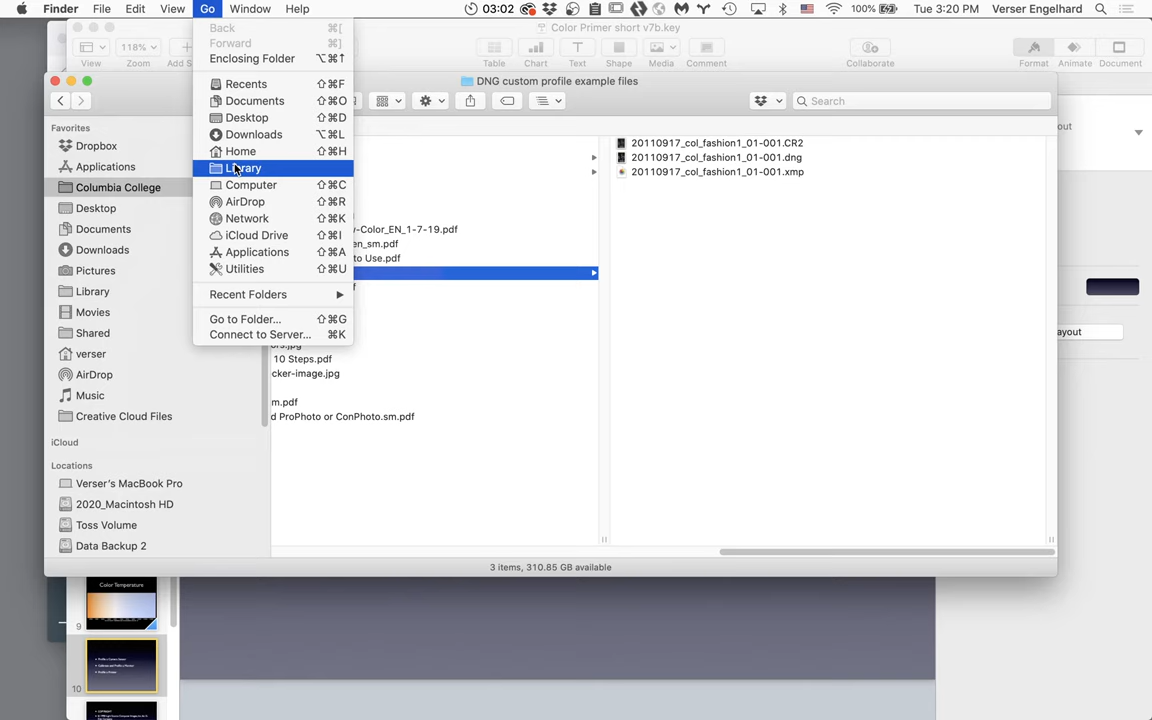 Finder File Edit View Go Window Help 03:02 100% Tue 3:20 PM Verser Engelhard
Color Primer short v7b.key
118%
View Zoom Add S Table Chart Text Shape Media Comment Collaborate Format Animate Document
Back ⌘[
Forward ⌘]
Enclosing Folder ⌥⌘↑
Recents ⇧⌘F
Documents ⇧⌘O
Desktop ⇧⌘D
Downloads ⌥⌘L
Home ⇧⌘H
Library
Computer ⇧⌘C
AirDrop ⇧⌘R
Network ⇧⌘K
iCloud Drive ⇧⌘I
Applications ⇧⌘A
Utilities ⇧⌘U
Recent Folders
Go to Folder... ⇧⌘G
Connect to Server... ⌘K
DNG custom profile example files
Search
Favorites
Dropbox
Applications
Columbia College
Desktop
Documents
Downloads
Pictures
Library
Movies
Shared
verser
AirDrop
Music
Creative Cloud Files
iCloud
Locations
Verser's MacBook Pro
2020_Macintosh HD
Toss Volume
Data Backup 2
y-Color_EN_1-7-19.pdf
en_sm.pdf
to Use.pdf
ors.jpg
10 Steps.pdf
cker-image.jpg
m.pdf
d ProPhoto or ConPhoto.sm.pdf
20110917_col_fashion1_01-001.CR2
20110917_col_fashion1_01-001.dng
20110917_col_fashion1_01-001.xmp
3 items, 310.85 GB available
out
ayout
Color Temperature
9
10